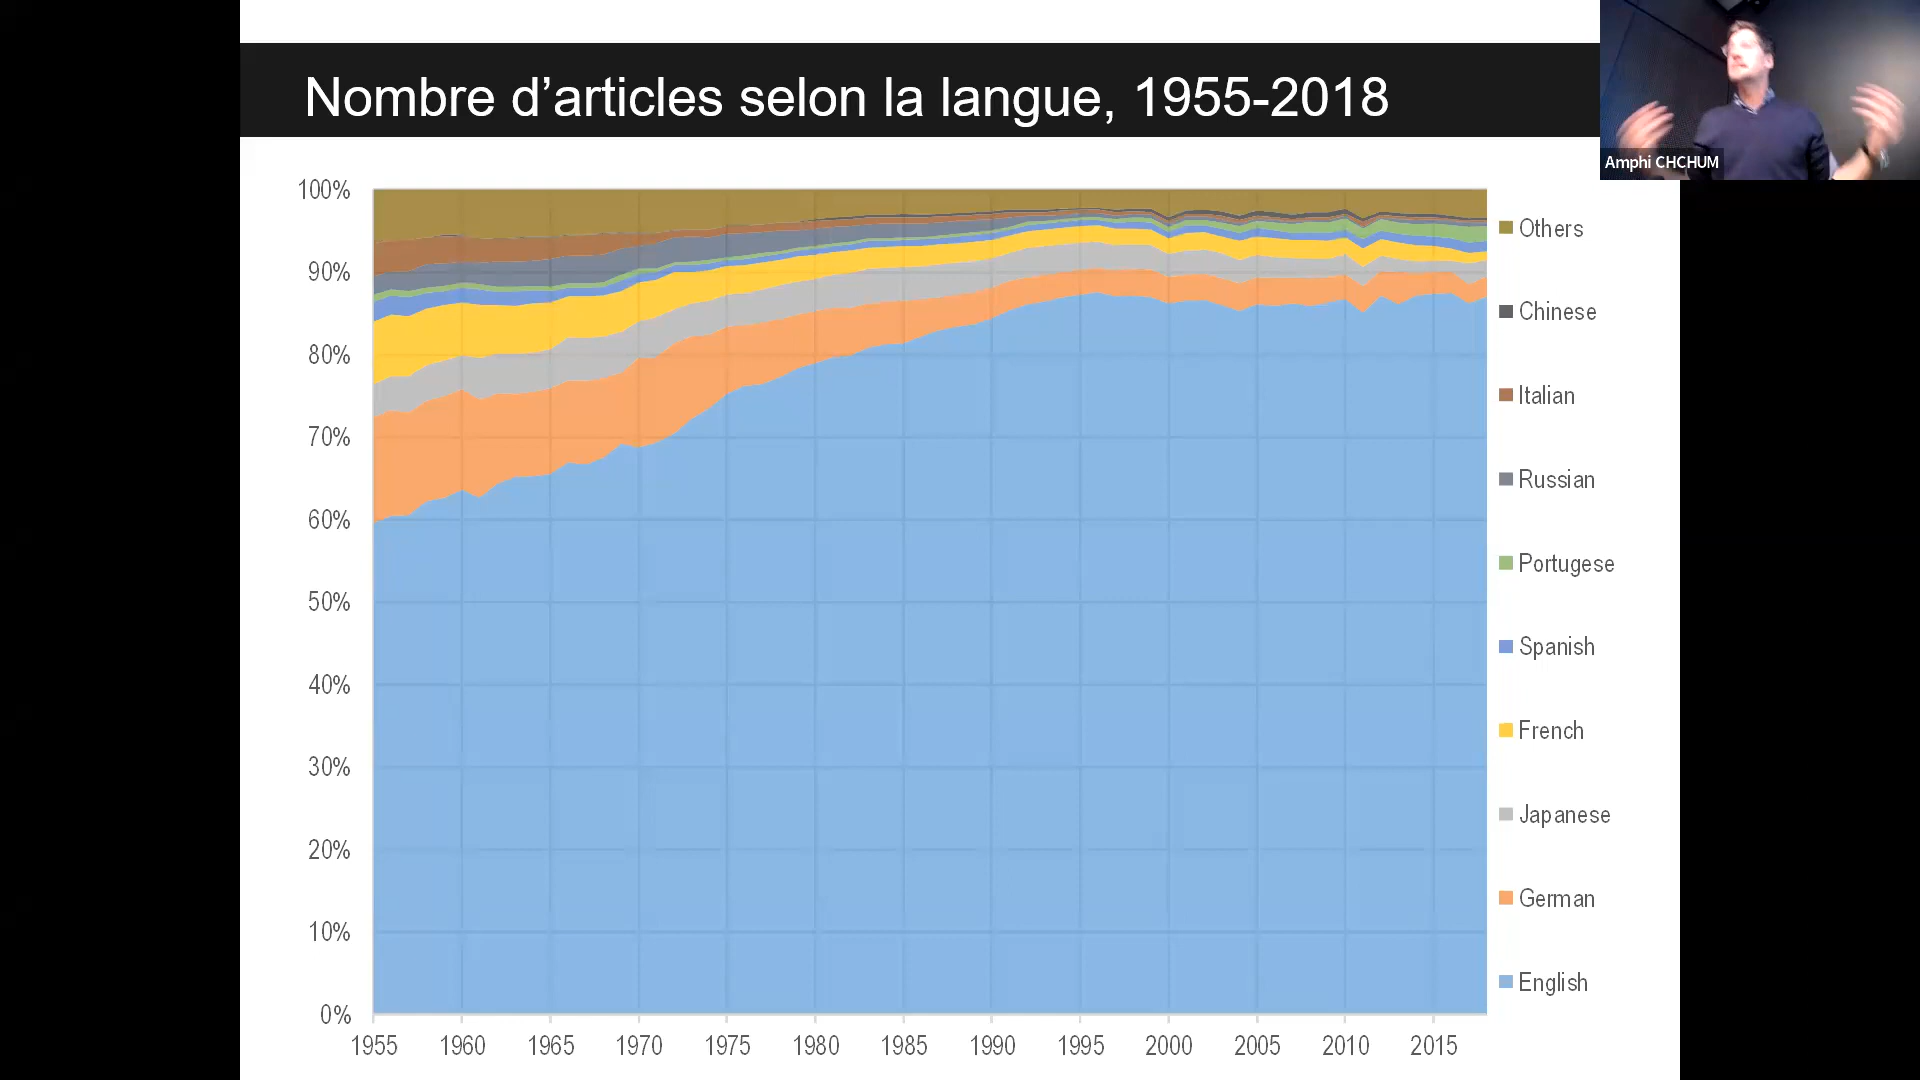 Nombre d’articles selon la langue, 1955-2018
Amphi CHCHUM
100%
90%
80%
70%
60%
50%
40%
30%
20%
10%
0%
1955 1960 1965 1970 1975 1980 1985 1990 1995 2000 2005 2010 2015
Others
Chinese
Italian
Russian
Portugese
Spanish
French
Japanese
German
English